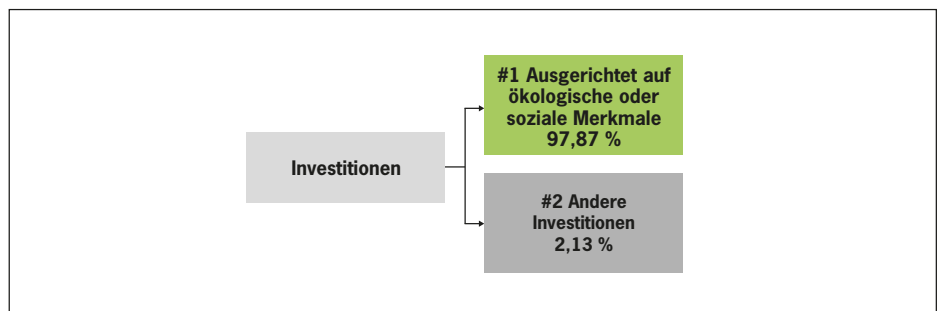 #1 Ausgerichtet auf
ökologische oder
soziale Merkmale
97,87 %
Investitionen
#2 Andere
Investitionen
2,13 %